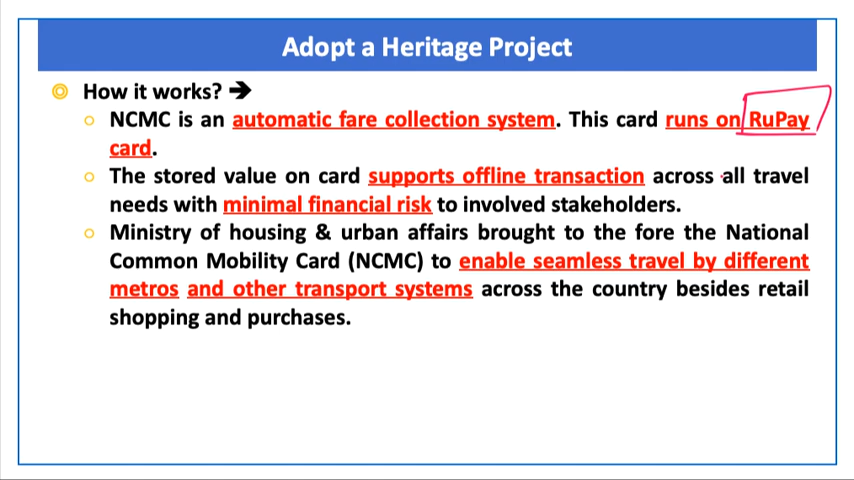 Adopt a Heritage Project
How it works? ➔
NCMC is an automatic fare collection system. This card runs on RuPay
card.
The stored value on card supports offline transaction across all travel
needs with minimal financial risk to involved stakeholders.
Ministry of housing & urban affairs brought to the fore the National
Common Mobility Card (NCMC) to enable seamless travel by different
metros and other transport systems across the country besides retail
shopping and purchases.